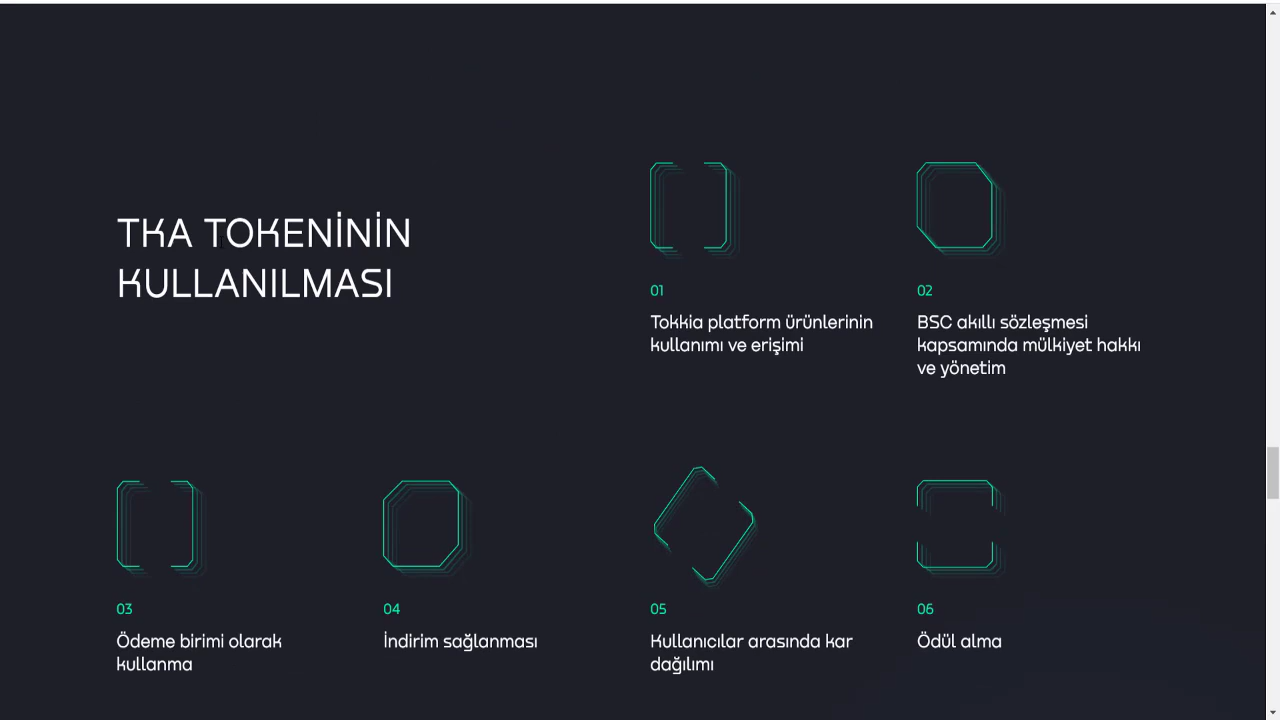 TKA TOKENİNİN
KULLANILMASI
01
Tokkia platform ürünlerinin
kullanımı ve erişimi
02
BSC akıllı sözleşmesi
kapsamında mülkiyet hakkı
ve yönetim
03
Ödeme birimi olarak
kullanma
04
İndirim sağlanması
05
Kullanıcılar arasında kar
dağılımı
06
Ödül alma